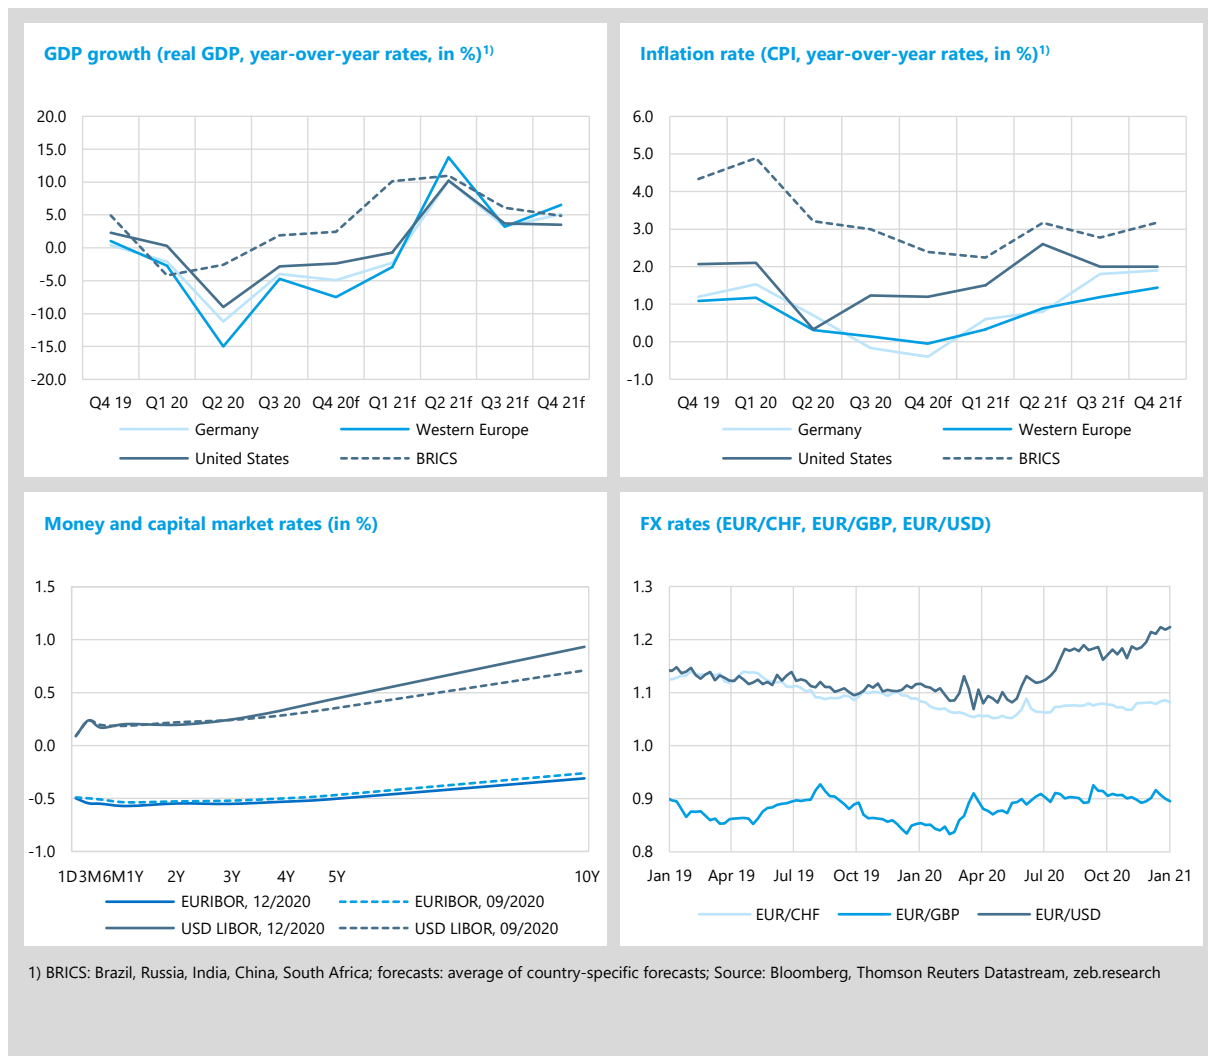 GDP growth (real GDP, year-over-year rates, in %)1)
20.0
15.0
10.0
5.0
0.0
-5.0
-10.0
-15.0
-20.0
Q4 19 Q1 20 Q2 20 Q3 20 Q4 20f Q1 21f Q2 21f Q3 21f Q4 21f
Germany Western Europe
United States BRICS
Inflation rate (CPI, year-over-year rates, in %)1)
6.0
5.0
4.0
3.0
2.0
1.0
0.0
-1.0
Q4 19 Q1 20 Q2 20 Q3 20 Q4 20f Q1 21f Q2 21f Q3 21f Q4 21f
Germany Western Europe
United States BRICS
Money and capital market rates (in %)
1.5
1.0
0.5
0.0
-0.5
-1.0
1D3M6M1Y 2Y 3Y 4Y 5Y 10Y
EURIBOR, 12/2020 EURIBOR, 09/2020
USD LIBOR, 12/2020 USD LIBOR, 09/2020
FX rates (EUR/CHF, EUR/GBP, EUR/USD)
1.3
1.2
1.1
1.0
0.9
0.8
Jan 19 Apr 19 Jul 19 Oct 19 Jan 20 Apr 20 Jul 20 Oct 20 Jan 21
EUR/CHF EUR/GBP EUR/USD
1) BRICS: Brazil, Russia, India, China, South Africa; forecasts: average of country-specific forecasts; Source: Bloomberg, Thomson Reuters Datastream, zeb.research